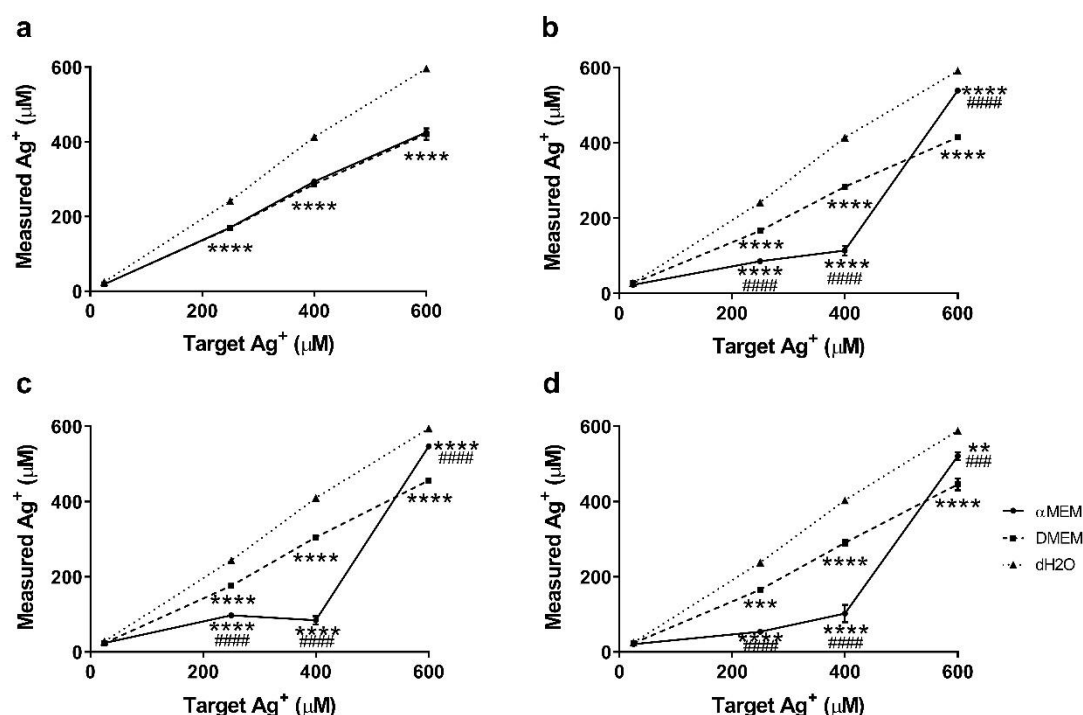 a
600
400
200
0
Measured Ag⁺ (μM)
****
****
****
0 200 400 600
Target Ag⁺ (μM)
b
600
400
200
0
Measured Ag⁺ (μM)
****
####
****
****
****
****
####
****
####
0 200 400 600
Target Ag⁺ (μM)
c
600
400
200
0
Measured Ag⁺ (μM)
****
####
****
****
****
****
####
****
####
0 200 400 600
Target Ag⁺ (μM)
d
600
400
200
0
Measured Ag⁺ (μM)
**
###
****
****
***
****
####
****
####
0 200 400 600
Target Ag⁺ (μM)
αMEM
DMEM
dH2O